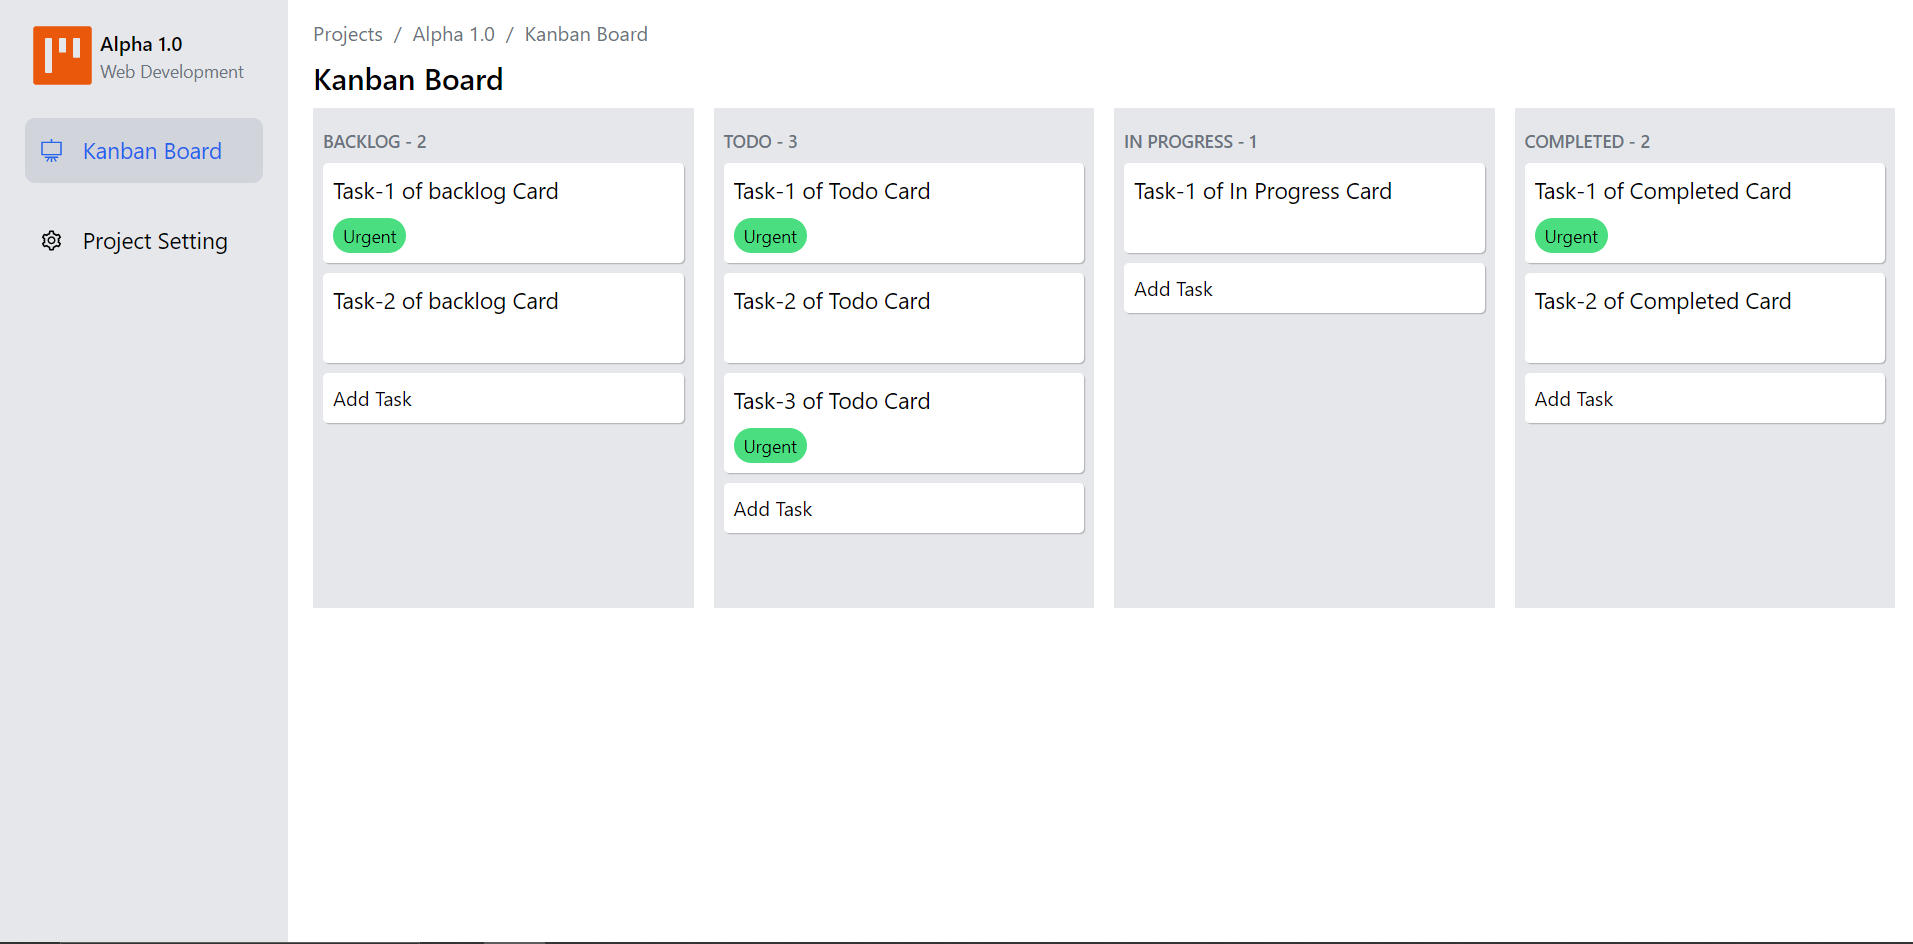 Alpha 1.0
Web Development
Kanban Board
Project Setting
Projects / Alpha 1.0 / Kanban Board
Kanban Board
BACKLOG - 2
Task-1 of backlog Card
Urgent
Task-2 of backlog Card
Add Task
TODO - 3
Task-1 of Todo Card
Urgent
Task-2 of Todo Card
Task-3 of Todo Card
Urgent
Add Task
IN PROGRESS - 1
Task-1 of In Progress Card
Add Task
COMPLETED - 2
Task-1 of Completed Card
Urgent
Task-2 of Completed Card
Add Task